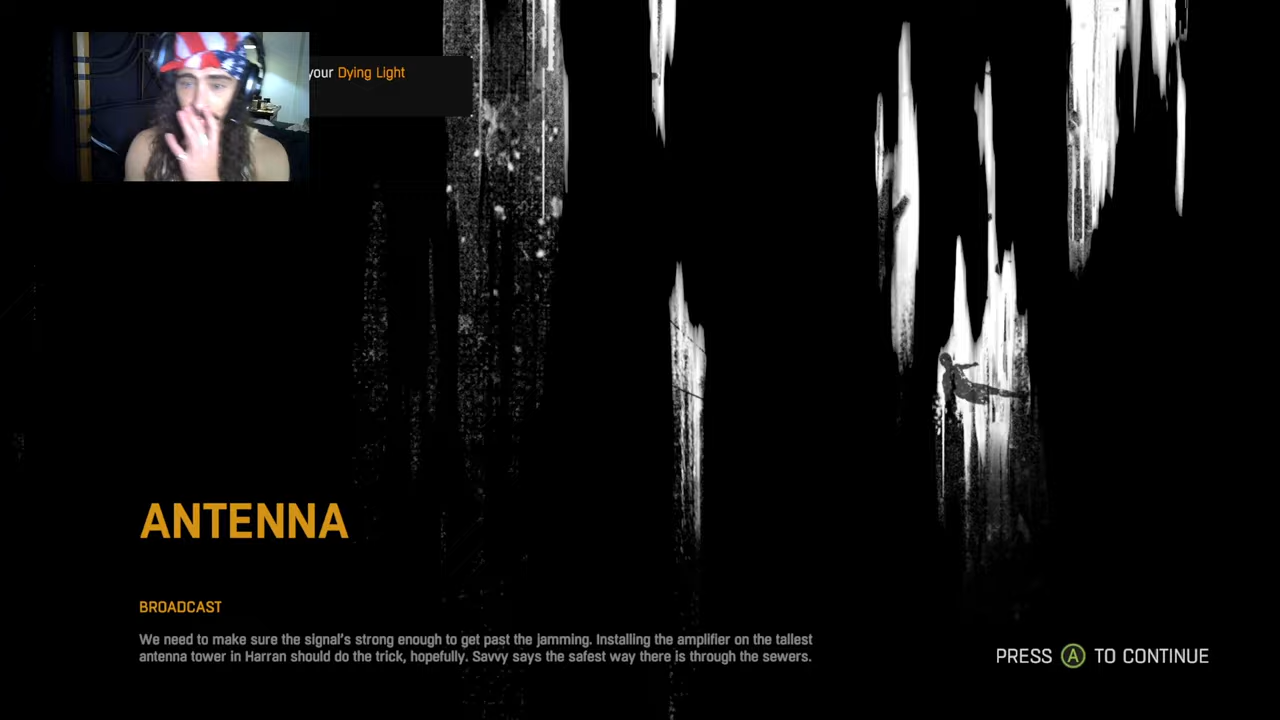 your Dying Light
ANTENNA
BROADCAST
We need to make sure the signal's strong enough to get past the jamming. Installing the amplifier on the tallest
antenna tower in Harran should do the trick, hopefully. Savvy says the safest way there is through the sewers.
PRESS A TO CONTINUE